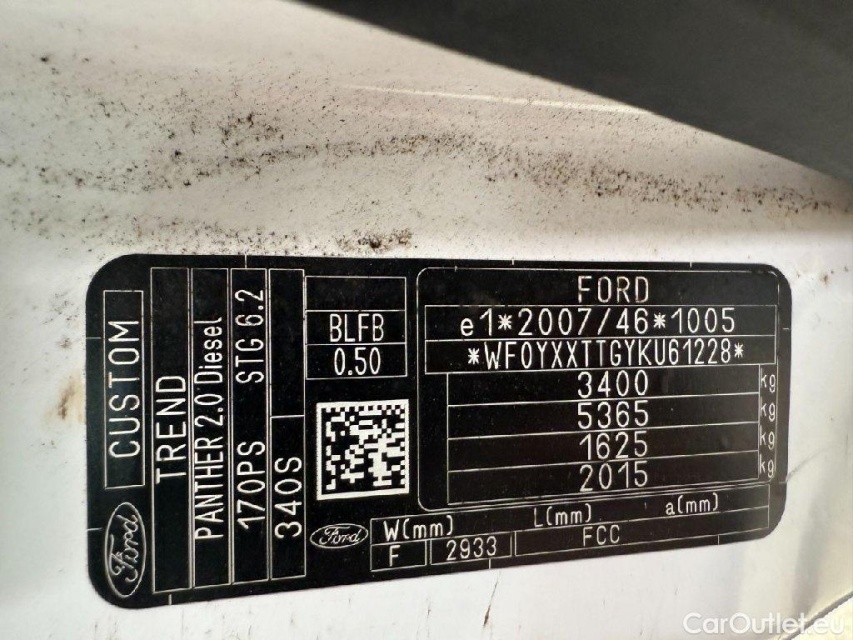 Ford
CUSTOM
TREND
PANTHER 2.0 Diesel
170PS STG 6.2
340S
BLFB
0.50
Ford
FORD
e1*2007/46*1005
*WF0YXXTTGYKU61228*
3400 kg
5365 kg
1625 kg
2015 kg
W(mm) L(mm) a(mm)
F 2933 FCC
CarOutlet.eu